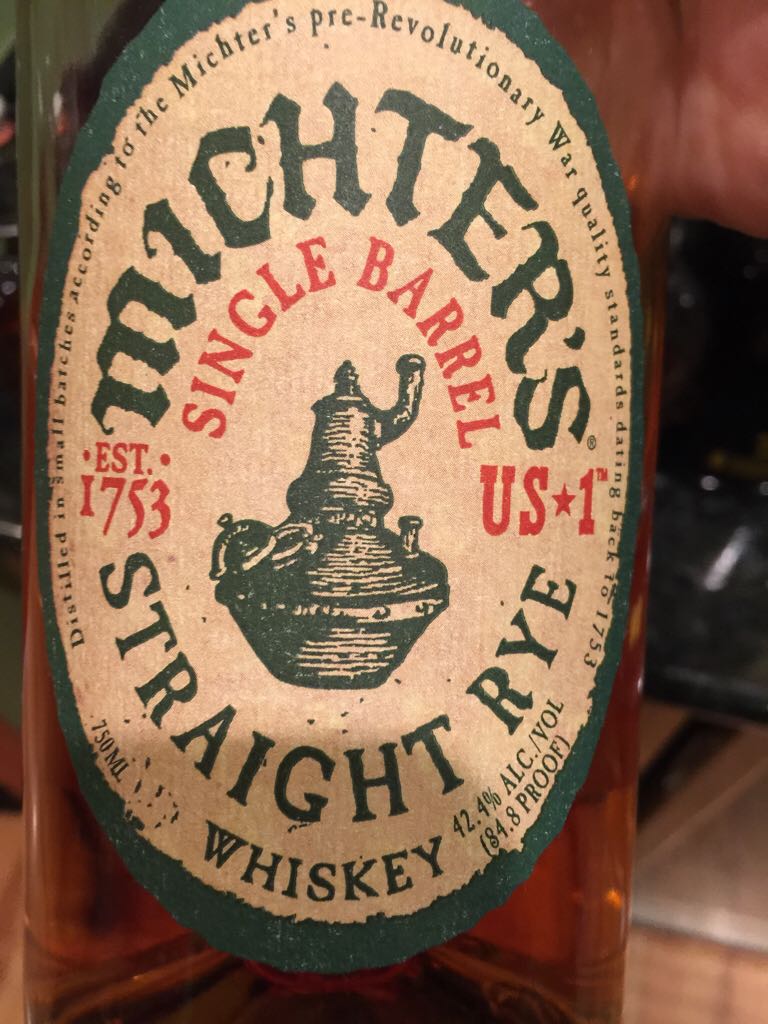 Distilled in small batches according to the Michter's pre-Revolutionary War quality standards dating back to 1753
MICHTER'S®
SINGLE BARREL
·EST.·
1753
US★1™
STRAIGHT RYE
WHISKEY
750ML
42.4% ALC./VOL
(84.8 PROOF)